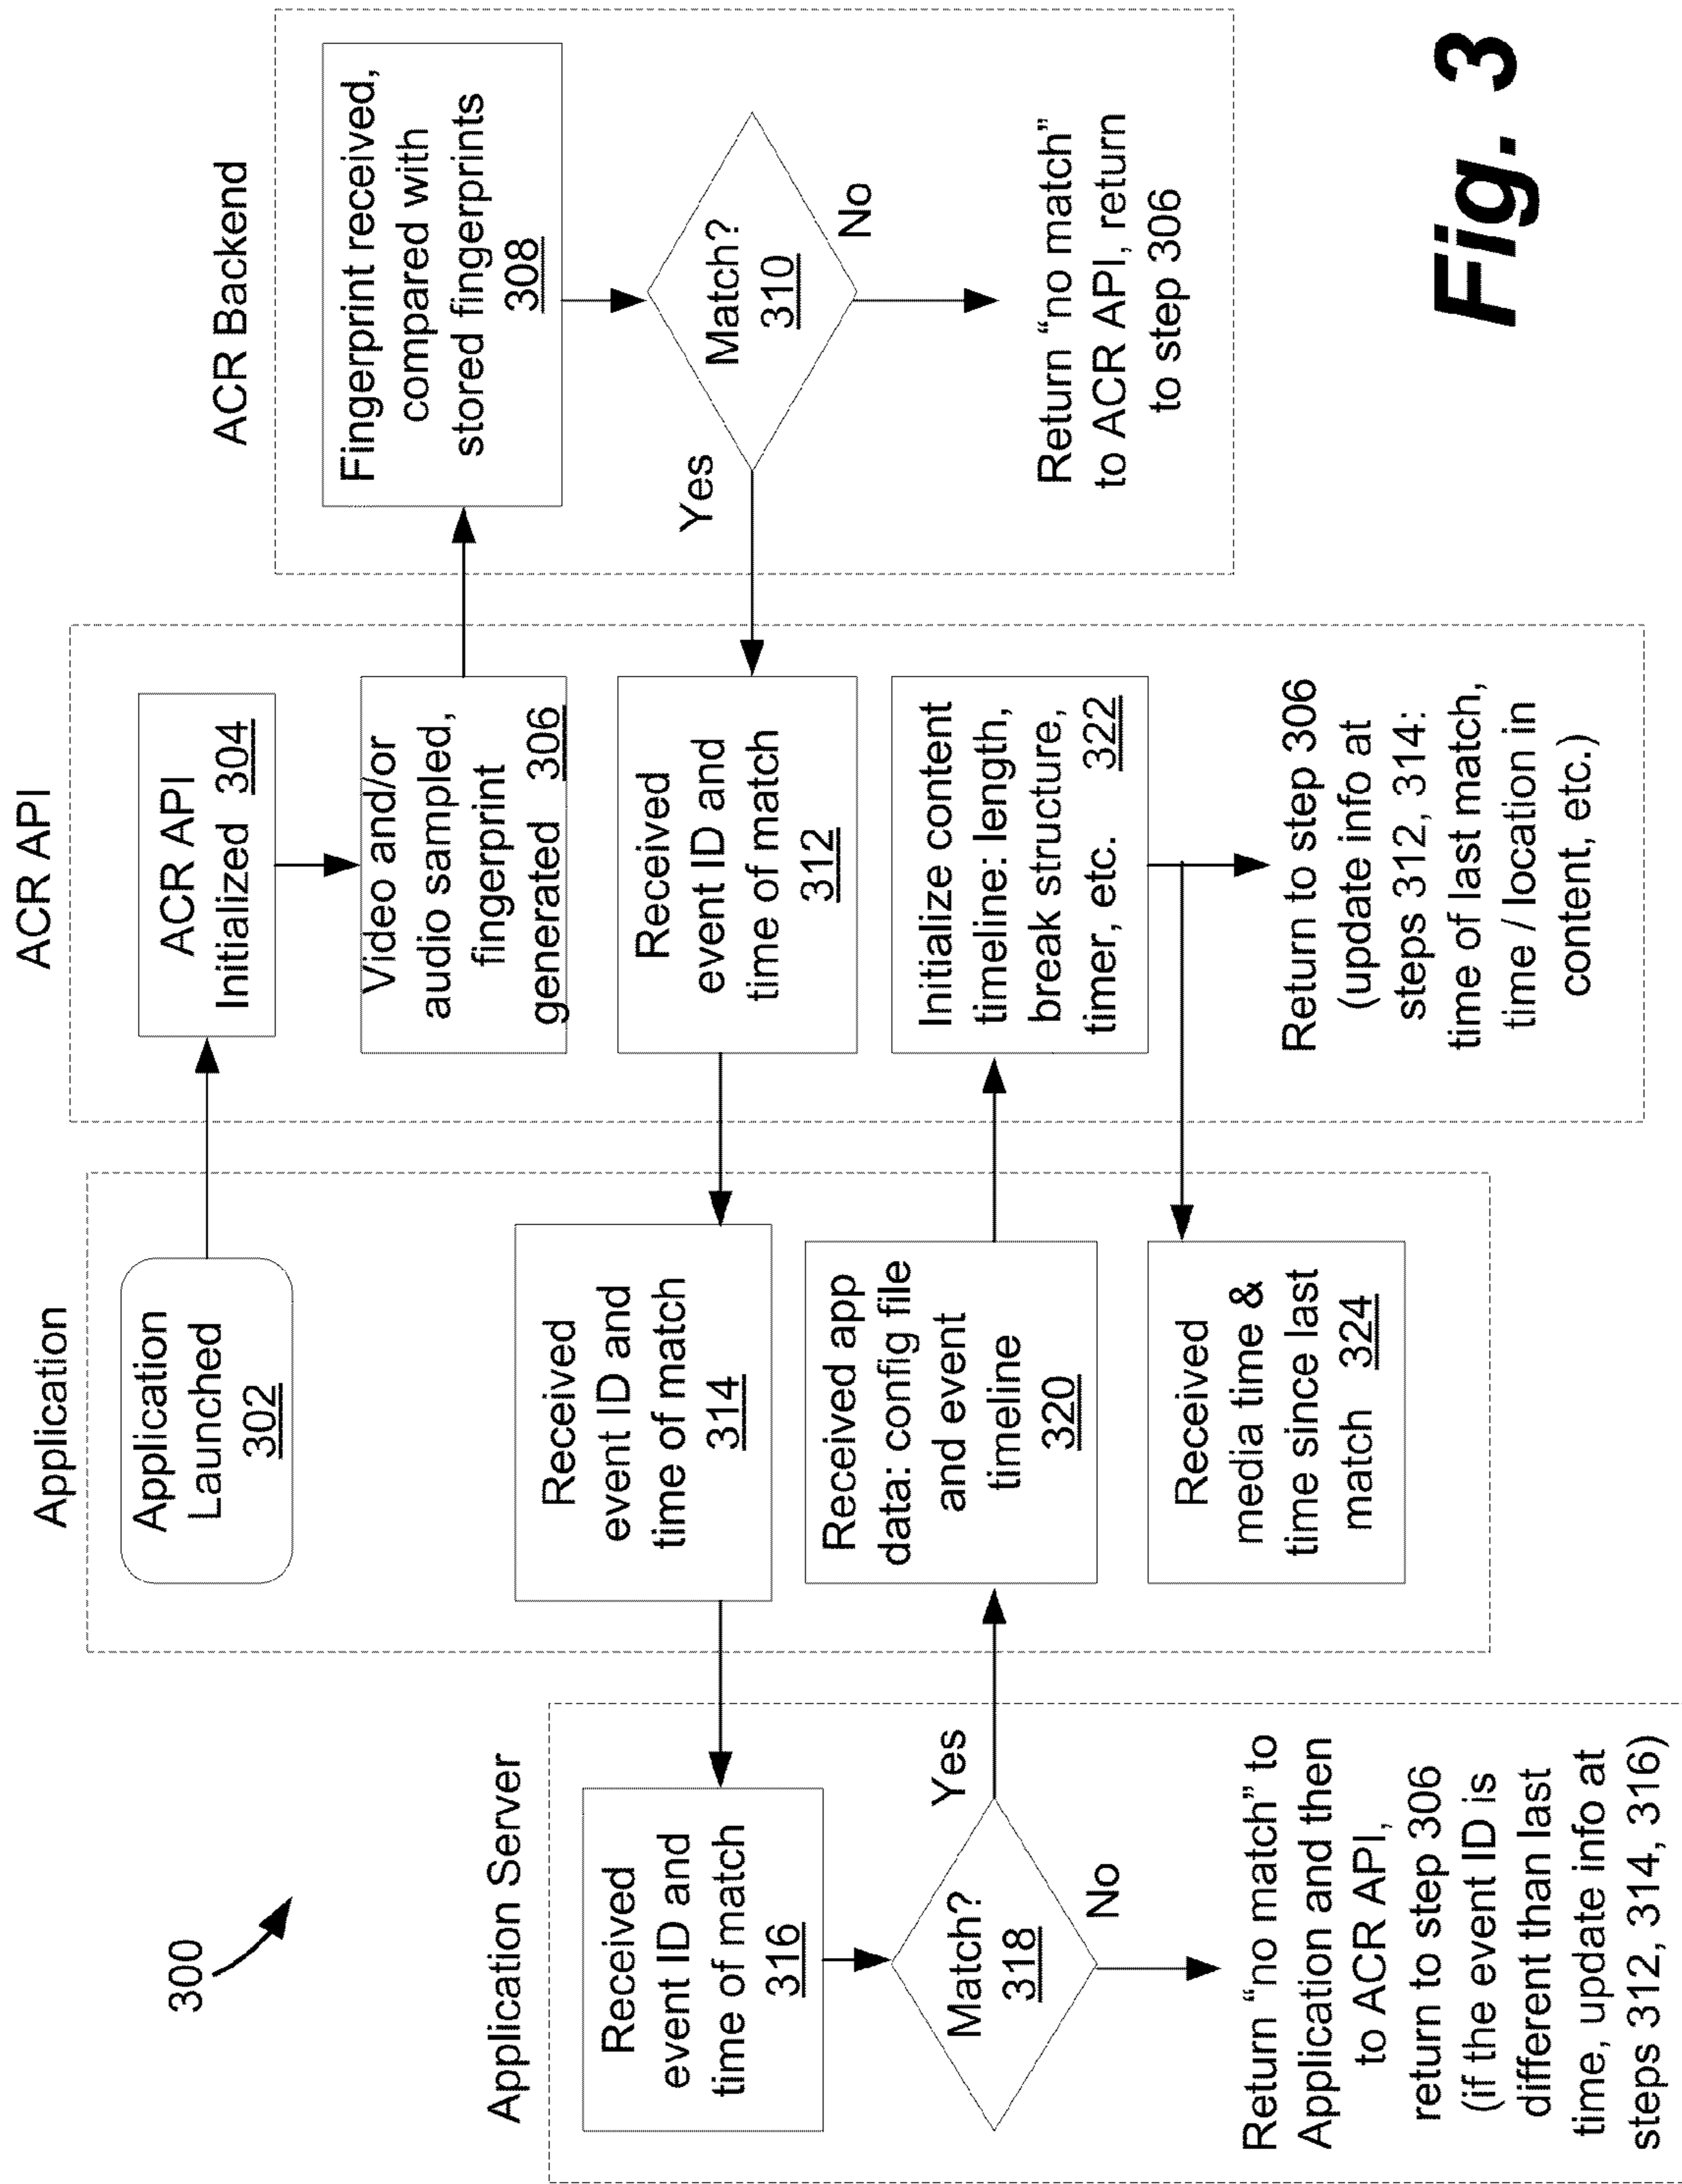 300
Application Server
Received
event ID and
time of match
316
Match?
318
Yes
No
Return “no match” to
Application and then
to ACR API,
return to step 306
(if the event ID is
different than last
time, update info at
steps 312, 314, 316)
Application
Application
Launched
302
Received
event ID and
time of match
314
Received app
data: config file
and event
timeline
320
Received
media time &
time since last
match 324
ACR API
ACR API
Initialized 304
Video and/or
audio sampled,
fingerprint
generated 306
Received
event ID and
time of match
312
Initialize content
timeline: length,
break structure,
timer, etc. 322
Return to step 306
(update info at
steps 312, 314:
time of last match,
time / location in
content, etc.)
ACR Backend
Fingerprint received,
compared with
stored fingerprints
308
Match?
310
Yes
No
Return “no match”
to ACR API, return
to step 306
Fig. 3